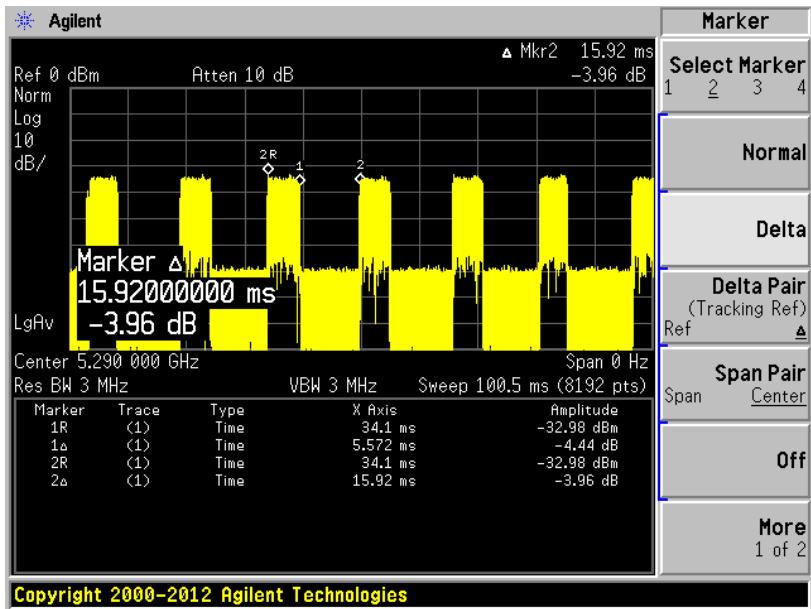 Agilent
Marker
Δ Mkr2 15.92 ms
Ref 0 dBm Atten 10 dB -3.96 dB
Norm
Log
10
dB/
2R
1
2
Marker Δ
15.92000000 ms
-3.96 dB
LgAv
Center 5.290 000 GHz Span 0 Hz
Res BW 3 MHz VBW 3 MHz Sweep 100.5 ms (8192 pts)
Marker Trace Type X Axis Amplitude
1R (1) Time 34.1 ms -32.98 dBm
1Δ (1) Time 5.572 ms -4.44 dB
2R (1) Time 34.1 ms -32.98 dBm
2Δ (1) Time 15.92 ms -3.96 dB
Select Marker
1 2 3 4
Normal
Delta
Delta Pair
(Tracking Ref)
Ref Δ
Span Pair
Span Center
Off
More
1 of 2
Copyright 2000-2012 Agilent Technologies